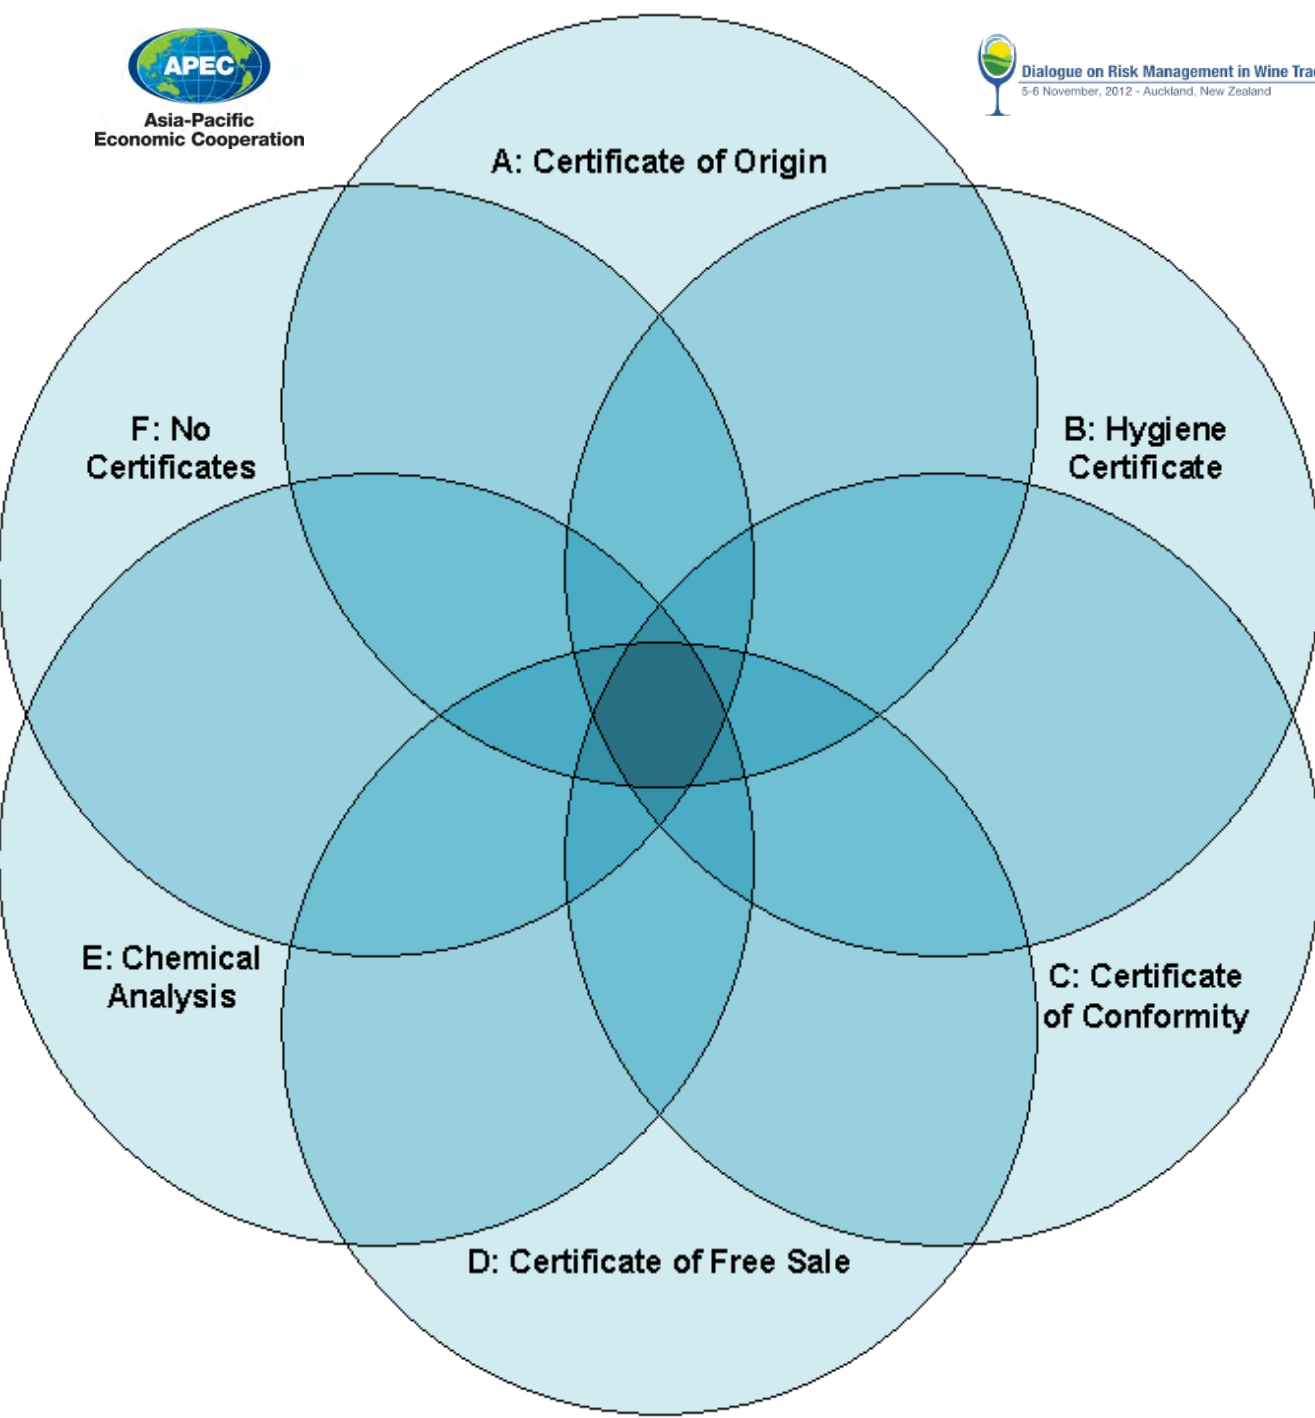 APEC
Asia-Pacific
Economic Cooperation
Dialogue on Risk Management in Wine
5-6 November, 2012 - Auckland, New Zealand
A: Certificate of Origin
F: No
Certificates
B: Hygiene
Certificate
E: Chemical
Analysis
C: Certificate
of Conformity
D: Certificate of Free Sale